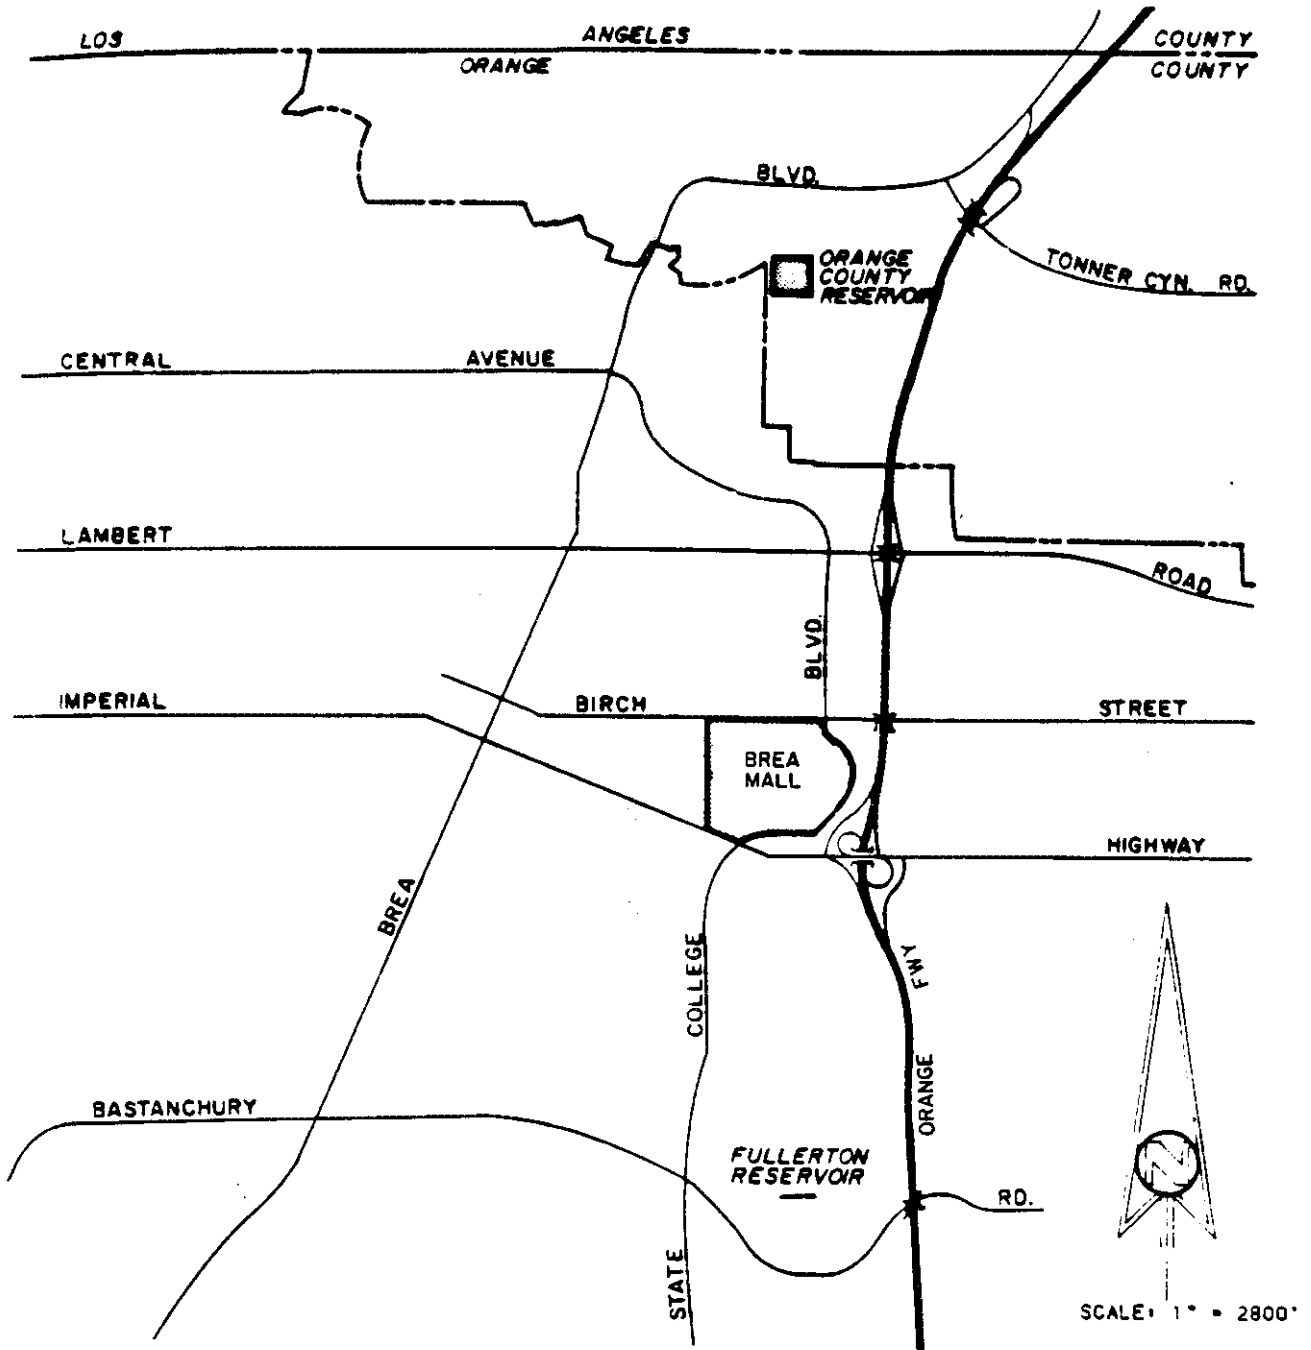 LOS ANGELES COUNTY
ORANGE COUNTY
BLVD.
ORANGE
COUNTY
RESERVOIR
TONNER CYN. RD.
CENTRAL AVENUE
LAMBERT ROAD
BLVD.
IMPERIAL
BIRCH STREET
BREA
MALL
HIGHWAY
BREA
COLLEGE
FWY
ORANGE
BASTANCHURY
FULLERTON
RESERVOIR
RD.
STATE
N
SCALE: 1" = 2800'